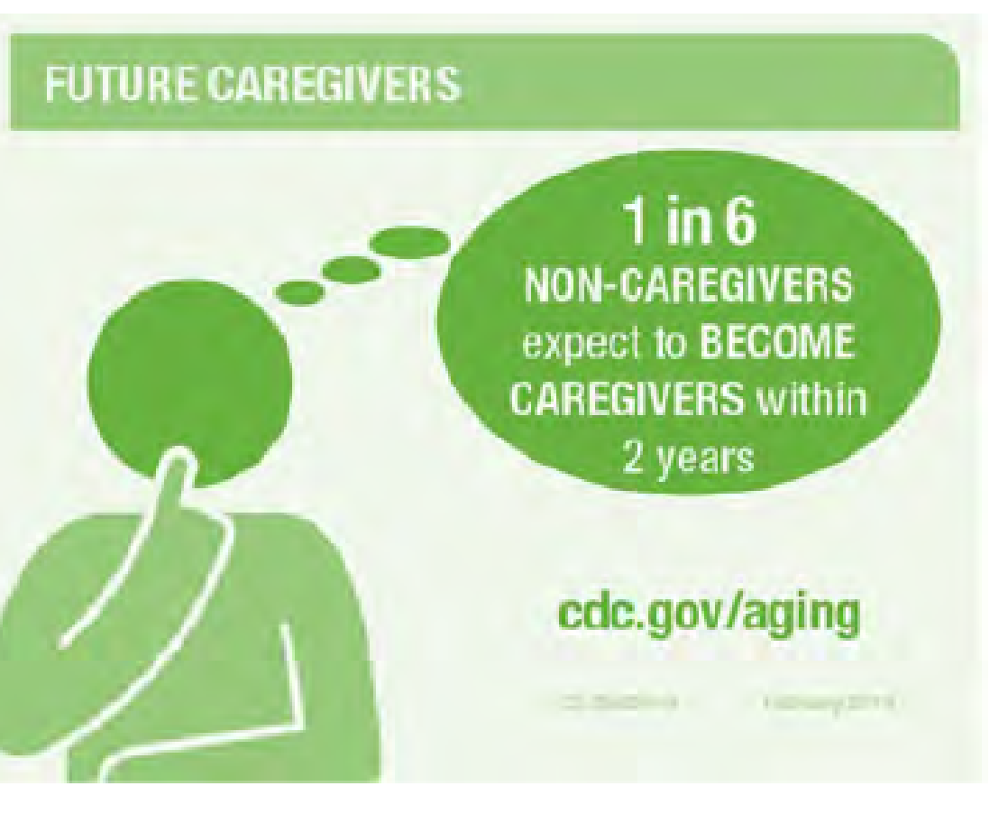 FUTURE CAREGIVERS
1 in 6
NON-CAREGIVERS
expect to BECOME
CAREGIVERS within
2 years
cdc.gov/aging